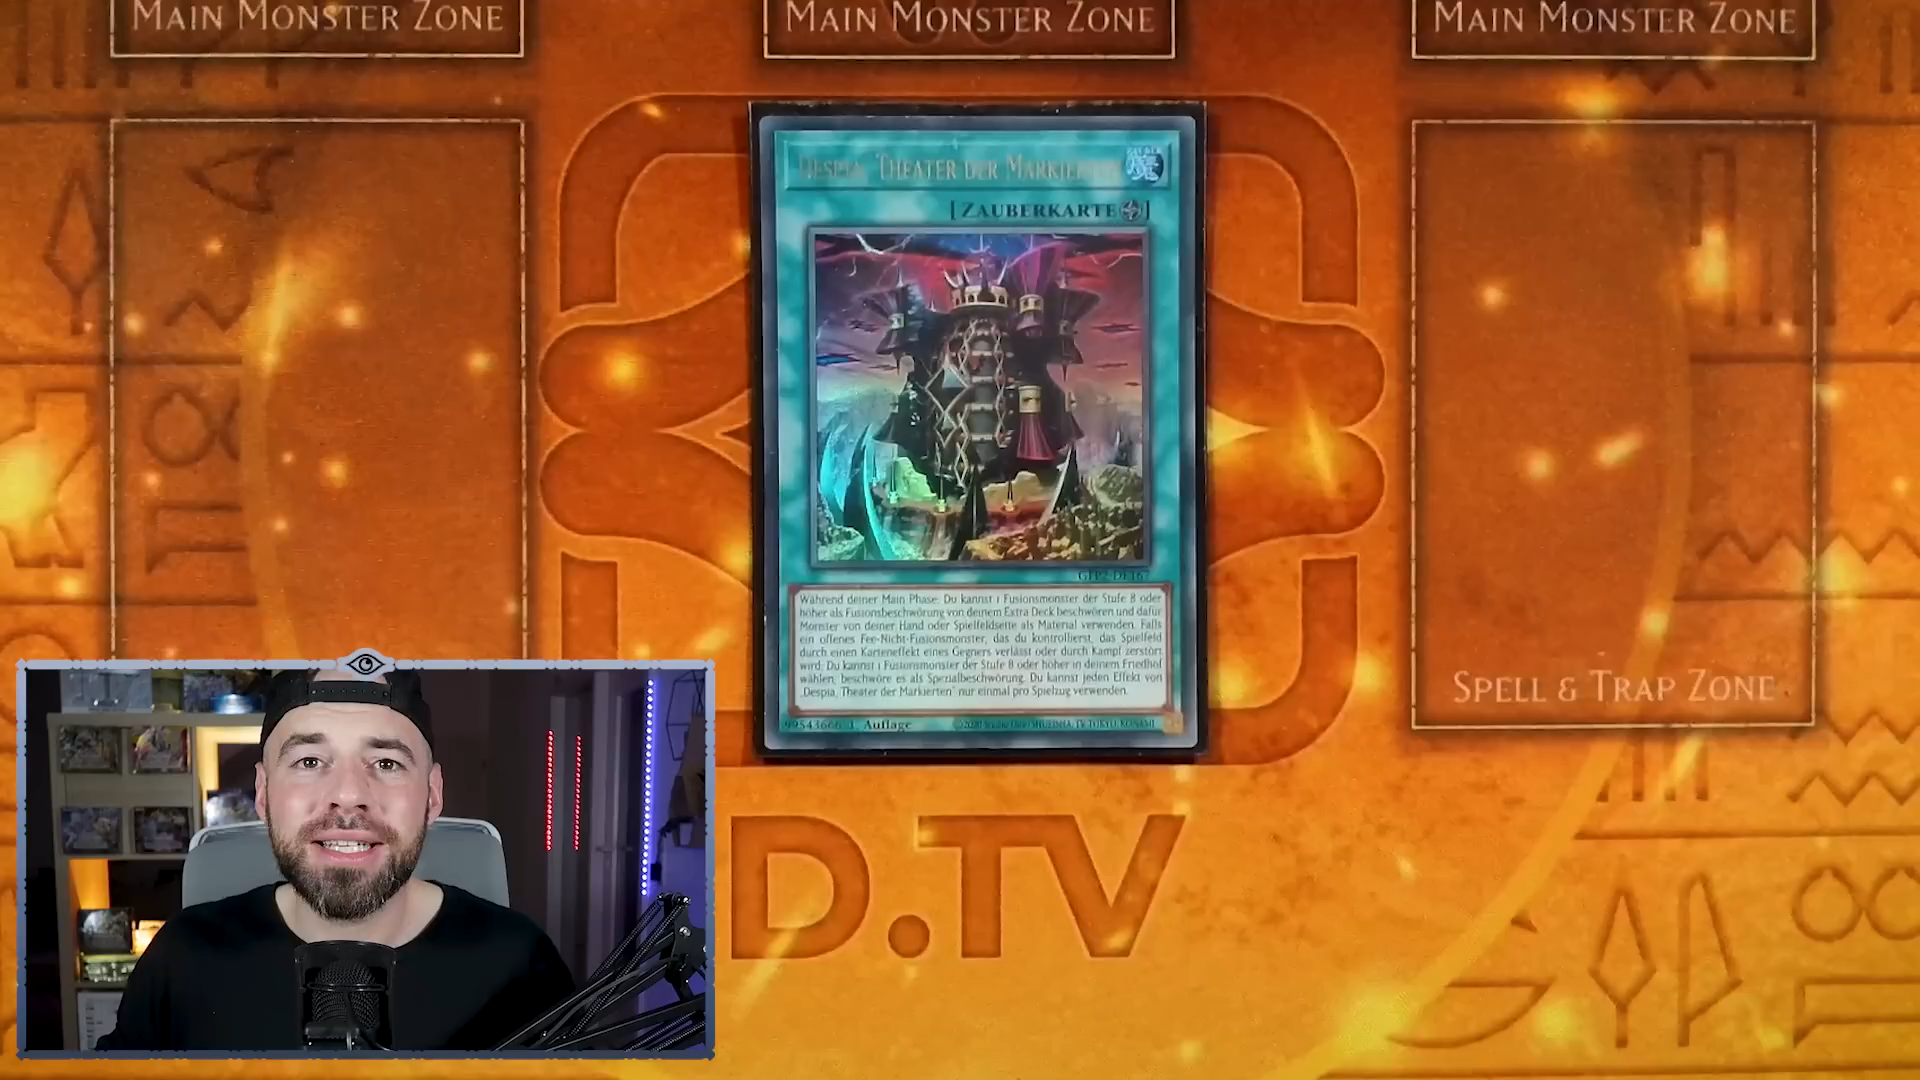 MAIN MONSTER ZONE
MAIN MONSTER ZONE
MAIN MONSTER ZONE
DESPIA, THEATER DER MARKIERTEN
[ZAUBERKARTE]
GFP2-DE167
Während deiner Main Phase: Du kannst 1 Fusionsmonster der Stufe 8 oder
höher als Fusionsbeschwörung von deinem Extra Deck beschwören und dafür
Monster von deiner Hand oder Spielfeldseite als Material verwenden. Falls
ein offenes Fee-Nicht-Fusionsmonster, das du kontrollierst, das Spielfeld
durch einen Karteneffekt eines Gegners verlässt oder durch Kampf zerstört
wird: Du kannst 1 Fusionsmonster der Stufe 8 oder höher in deinem Friedhof
wählen; beschwöre es als Spezialbeschwörung. Du kannst jeden Effekt von
„Despia, Theater der Markierten" nur einmal pro Spielzug verwenden.
99543666 1. Auflage
SPELL & TRAP ZONE
D.TV